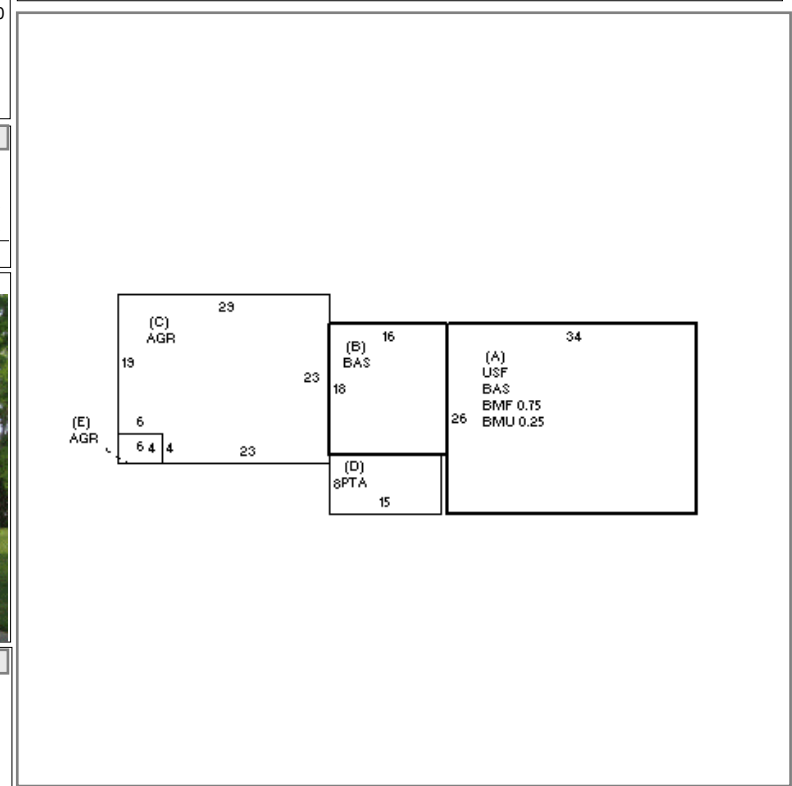 29
(C)
AGR
19
23
6
(E)
AGR
6 4 4
23
16
(B)
BAS
18
(D)
8PTA
15
34
(A)
USF
BAS
BMF 0.75
26
BMU 0.25